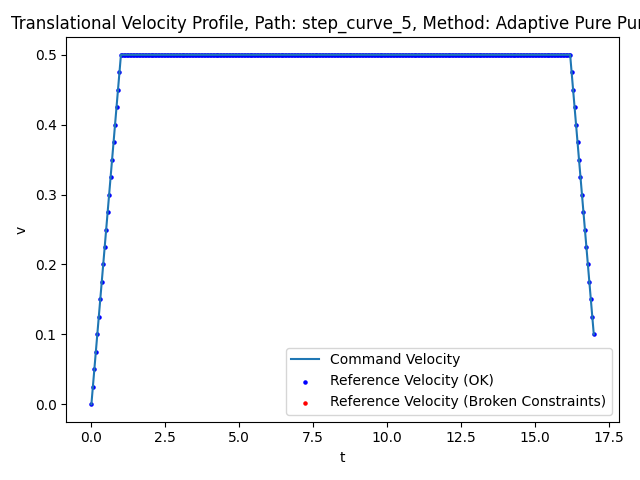 Translational Velocity Profile, Path: step_curve_5, Method: Adaptive Pure
v
0.5
0.4
0.3
0.2
0.1
0.0
Command Velocity
Reference Velocity (OK)
Reference Velocity (Broken Constraints)
0.0 2.5 5.0 7.5 10.0 12.5 15.0 17.5
t